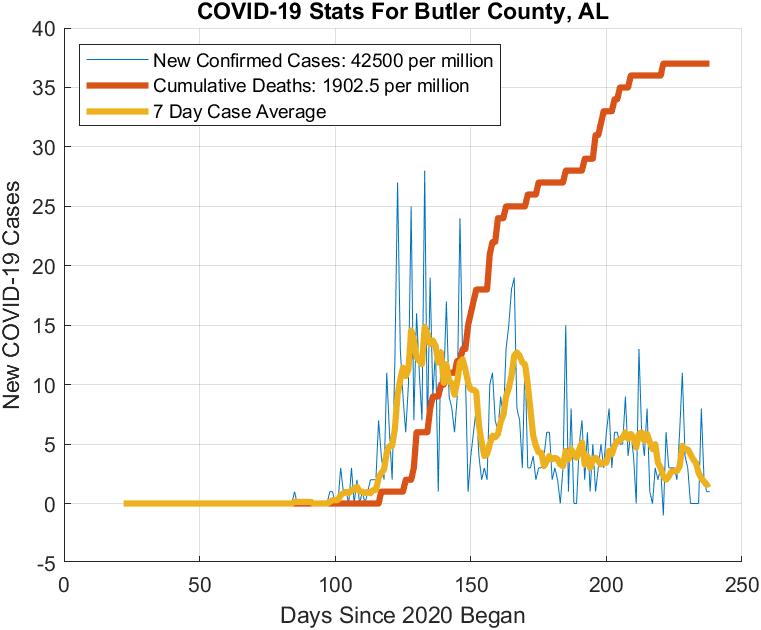 COVID-19 Stats For Butler County, AL
New Confirmed Cases: 42500 per million
Cumulative Deaths: 1902.5 per million
7 Day Case Average
New COVID-19 Cases
40
35
30
25
20
15
10
5
0
-5
0 50 100 150 200 250
Days Since 2020 Began